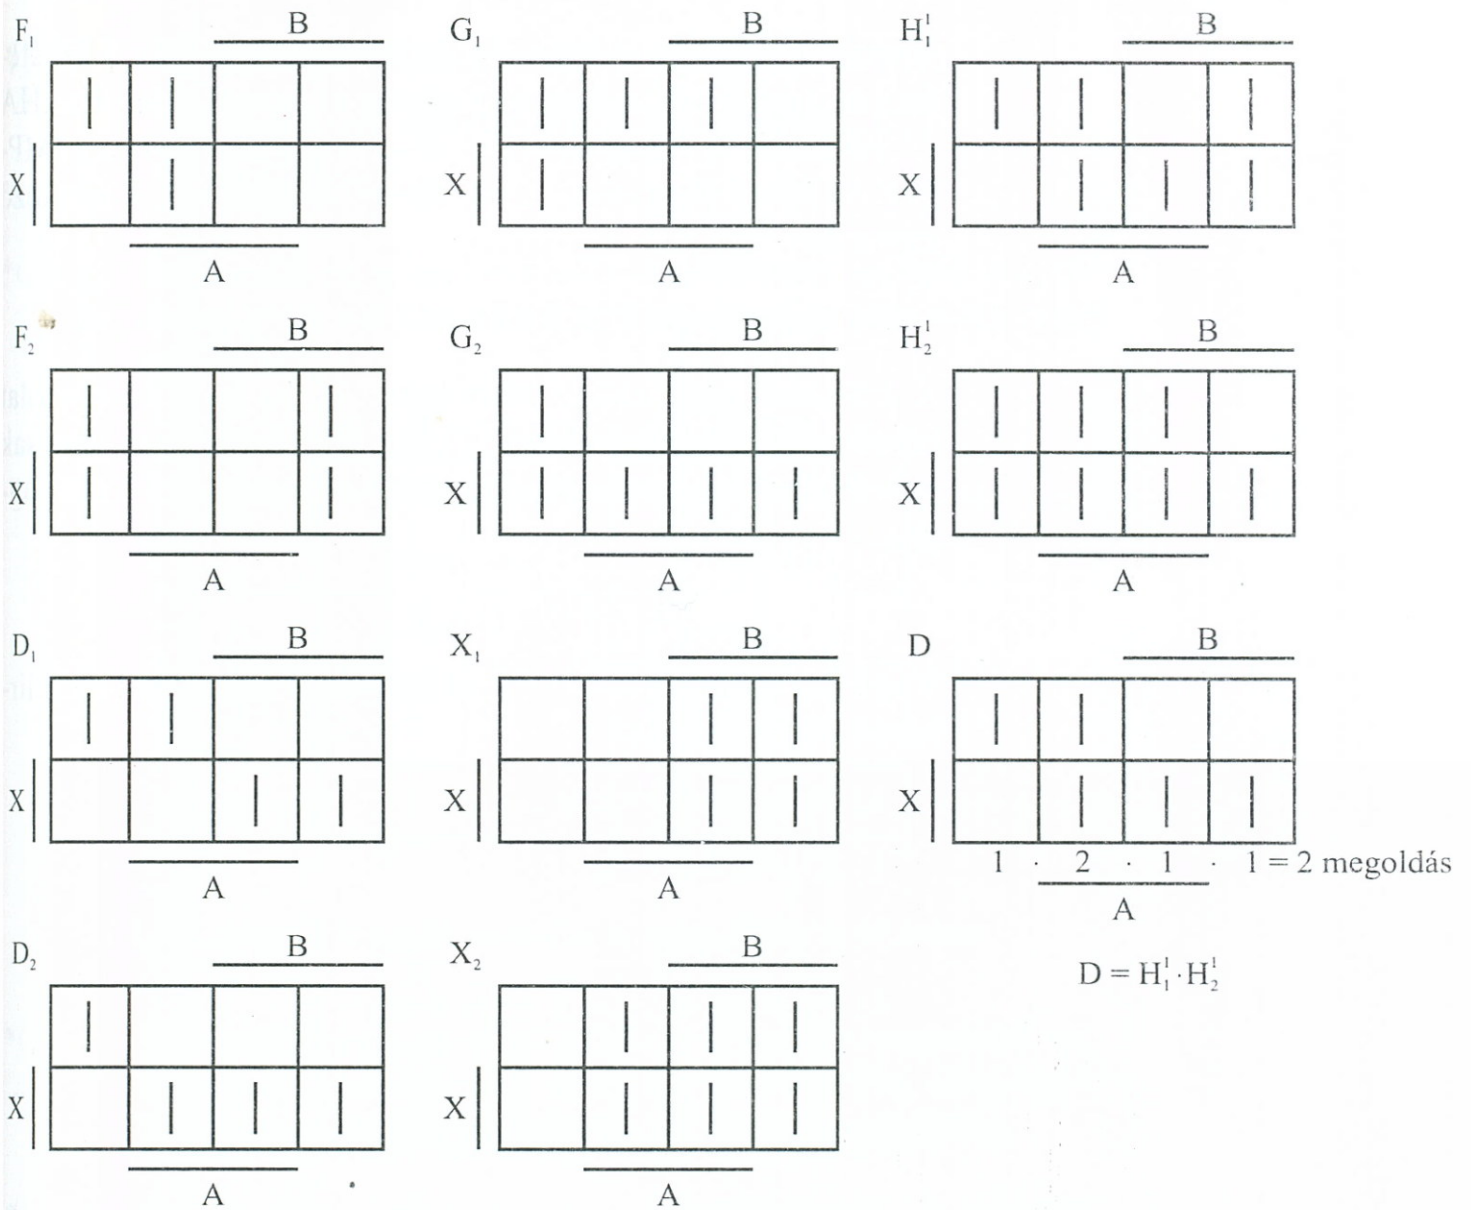 F₁ B G₁ B H₁¹ B
| | | | | | | |
X | X | X | | |
A A A
F₂ B G₂ B H₂¹ B
| | | | | |
X | | X | | | | X | | | |
A A A
D₁ B X₁ B D B
| | | | | |
X | | X | | X | | |
1 · 2 · 1 · 1 = 2 megoldás
A A A
D₂ B X₂ B
| | | |
X | | | X | | |
A A
D = H₁¹ · H₂¹